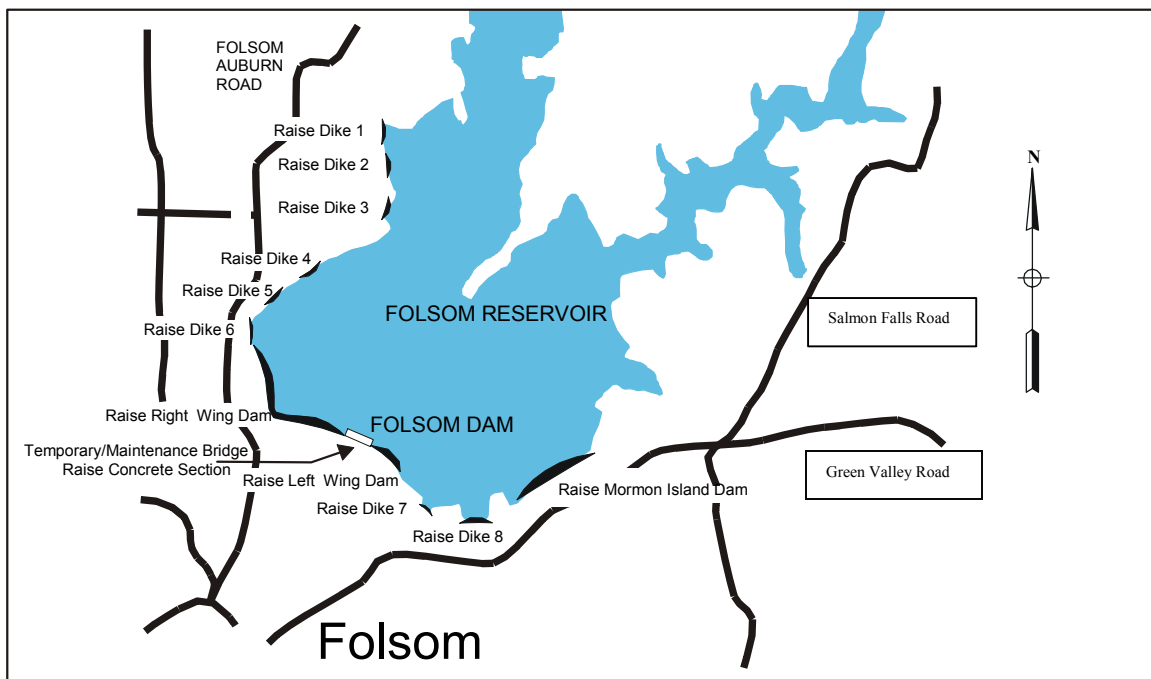 FOLSOM
AUBURN
ROAD
Raise Dike 1
Raise Dike 2
N
Raise Dike 3
Raise Dike 4
Raise Dike 5
FOLSOM RESERVOIR
Salmon Falls Road
Raise Dike 6
Raise Right Wing Dam
FOLSOM DAM
Temporary/Maintenance Bridge
Raise Concrete Section
Raise Left Wing Dam
Green Valley Road
Raise Mormon Island Dam
Raise Dike 7
Raise Dike 8
Folsom